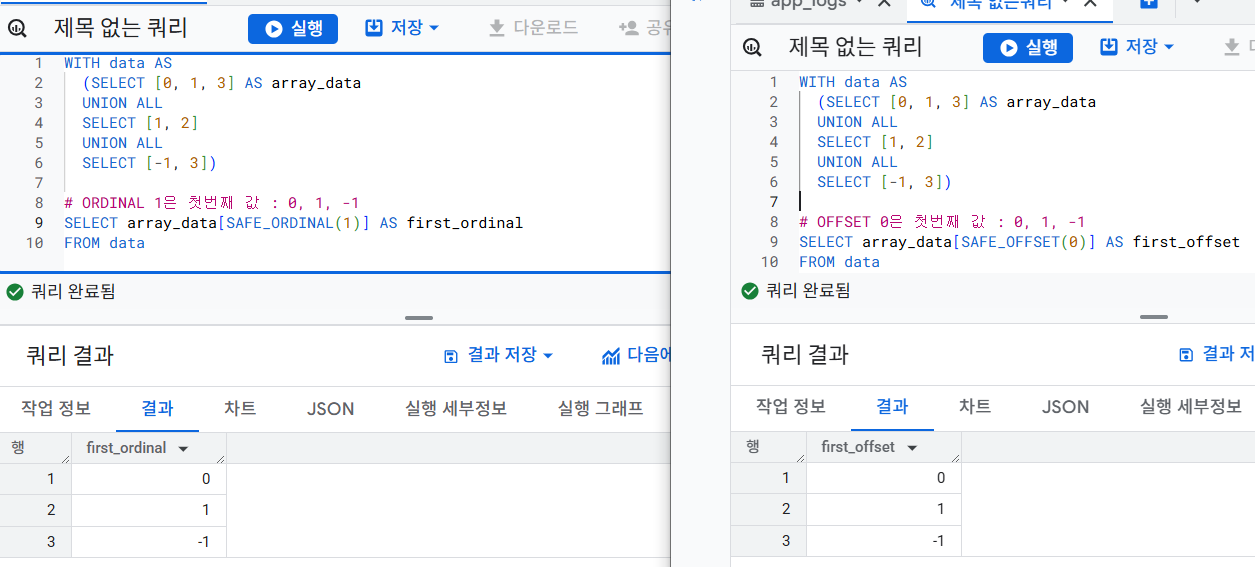 제목 없는 쿼리
실행
저장
다운로드
공유
1 WITH data AS
2 (SELECT [0, 1, 3] AS array_data
3 UNION ALL
4 SELECT [1, 2]
5 UNION ALL
6 SELECT [-1, 3])
7
8 # ORDINAL 1은 첫번째 값 : 0, 1, -1
9 SELECT array_data[SAFE_ORDINAL(1)] AS first_ordinal
10 FROM data
쿼리 완료됨
쿼리 결과
결과 저장
다음에
작업 정보
결과
차트
JSON
실행 세부정보
실행 그래프
행 first_ordinal
1 0
2 1
3 -1
app_logs
제목 없는쿼리
제목 없는 쿼리
실행
저장
1 WITH data AS
2 (SELECT [0, 1, 3] AS array_data
3 UNION ALL
4 SELECT [1, 2]
5 UNION ALL
6 SELECT [-1, 3])
7
8 # OFFSET 0은 첫번째 값 : 0, 1, -1
9 SELECT array_data[SAFE_OFFSET(0)] AS first_offset
10 FROM data
쿼리 완료됨
쿼리 결과
결과 저
작업 정보
결과
차트
JSON
실행 세부정보
행 first_offset
1 0
2 1
3 -1